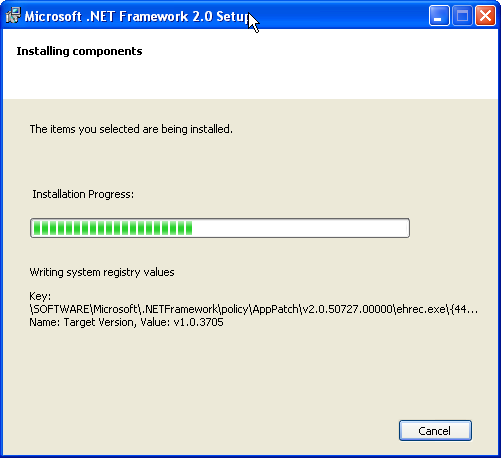 Microsoft .NET Framework 2.0 Setup
Installing components
The items you selected are being installed.
Installation Progress:
Writing system registry values
Key:
\SOFTWARE\Microsoft\.NETFramework\policy\AppPatch\v2.0.50727.00000\ehrec.exe\{44...
Name: Target Version, Value: v1.0.3705
Cancel